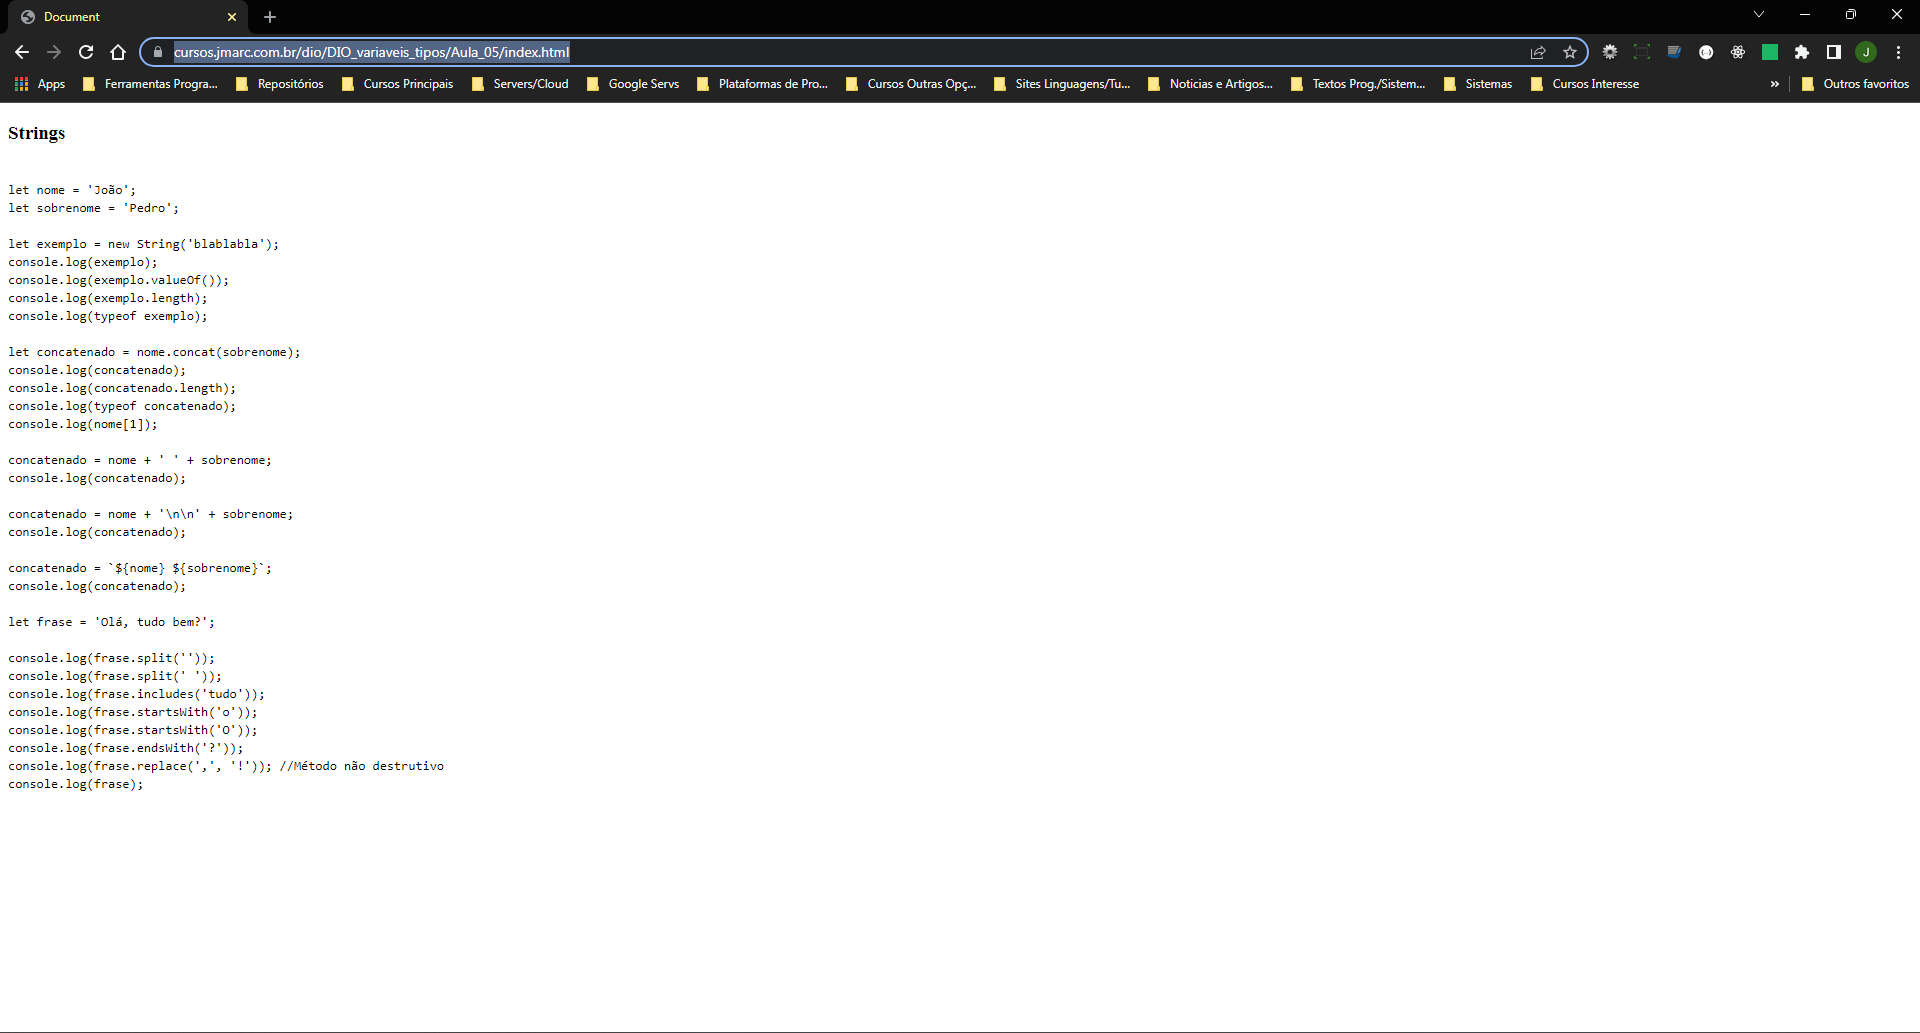 Document
cursos.jmarc.com.br/dio/DIO_variaveis_tipos/Aula_05/index.html
J
Apps
Ferramentas Progra...
Repositórios
Cursos Principais
Servers/Cloud
Google Servs
Plataformas de Pro...
Cursos Outras Opç...
Sites Linguagens/Tu...
Noticias e Artigos...
Textos Prog./Sistem...
Sistemas
Cursos Interesse
»
Outros favoritos
Strings
let nome = 'João';
let sobrenome = 'Pedro';
let exemplo = new String('blablabla');
console.log(exemplo);
console.log(exemplo.valueOf());
console.log(exemplo.length);
console.log(typeof exemplo);
let concatenado = nome.concat(sobrenome);
console.log(concatenado);
console.log(concatenado.length);
console.log(typeof concatenado);
console.log(nome[1]);
concatenado = nome + ' ' + sobrenome;
console.log(concatenado);
concatenado = nome + '\n\n' + sobrenome;
console.log(concatenado);
concatenado = `${nome} ${sobrenome}`;
console.log(concatenado);
let frase = 'Olá, tudo bem?';
console.log(frase.split(''));
console.log(frase.split(' '));
console.log(frase.includes('tudo'));
console.log(frase.startsWith('o'));
console.log(frase.startsWith('O'));
console.log(frase.endsWith('?'));
console.log(frase.replace(',', '!')); //Método não destrutivo
console.log(frase);